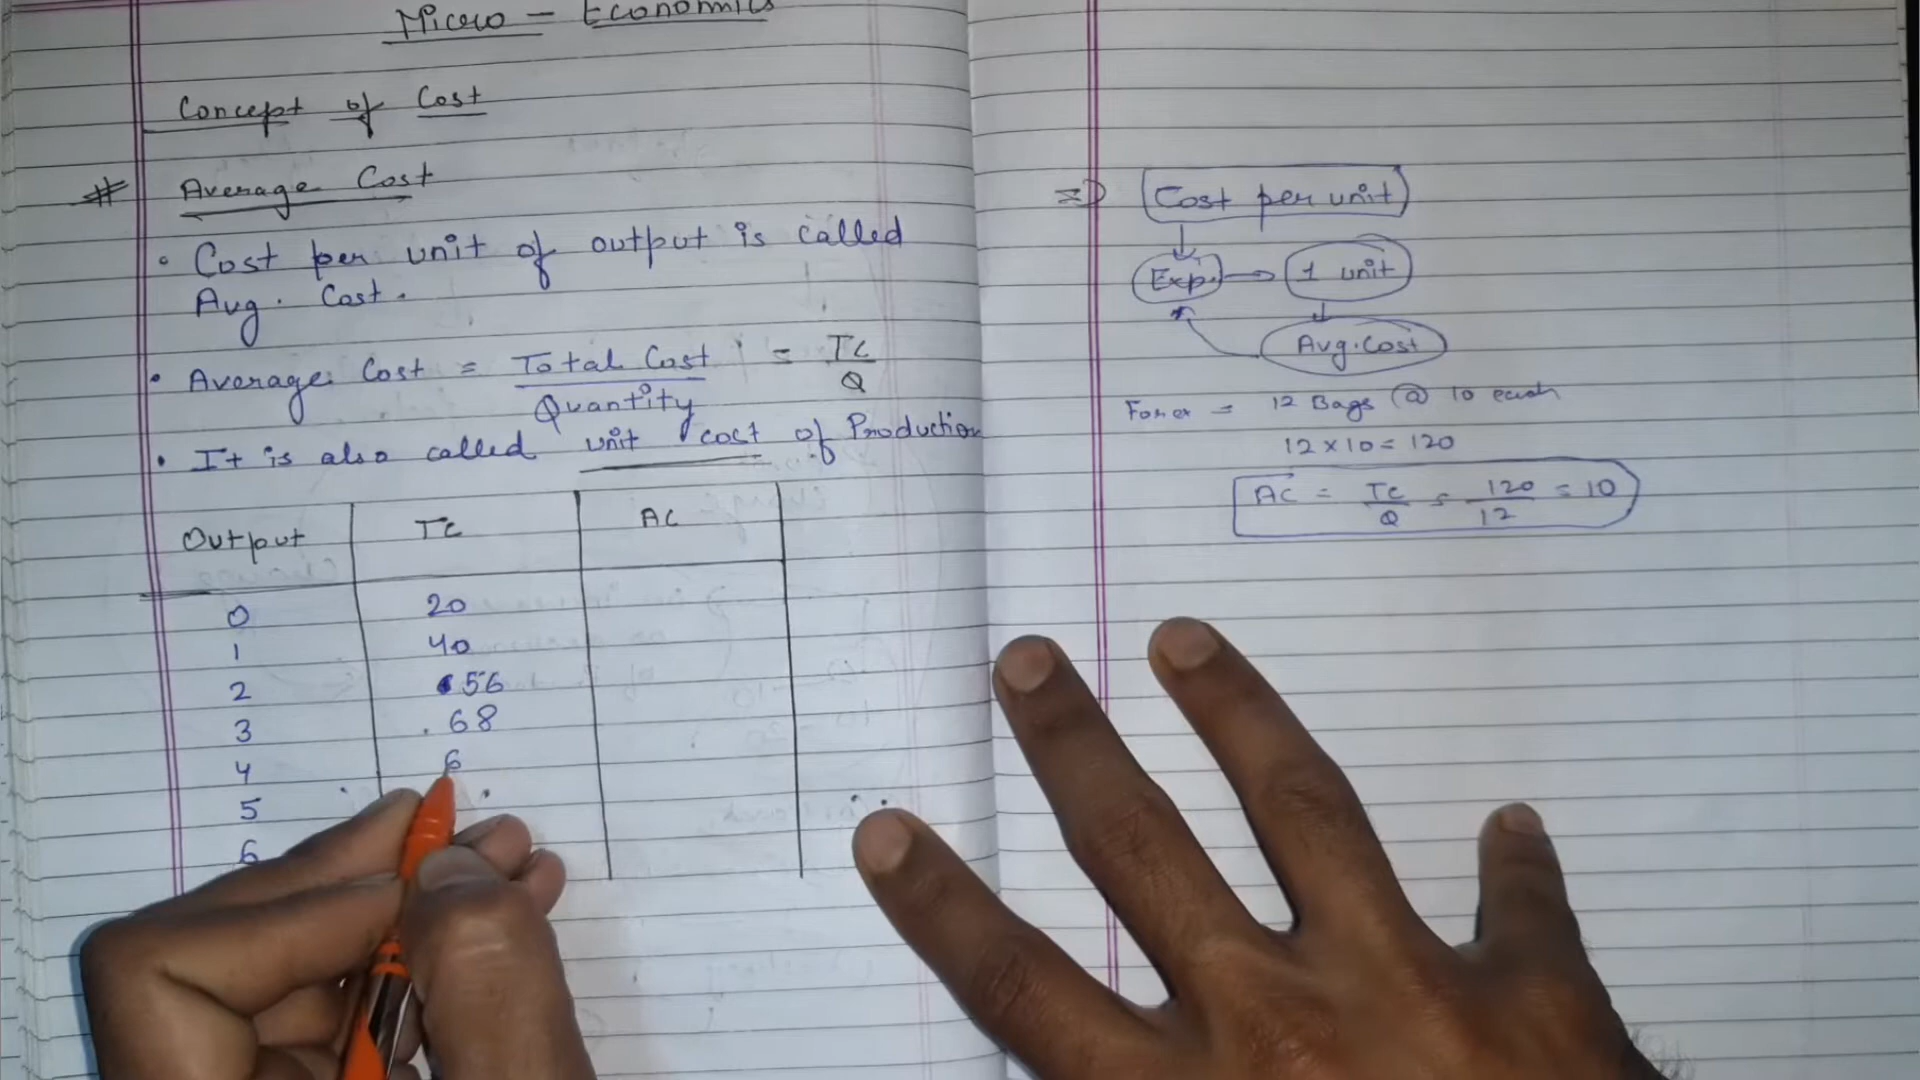 Micro - Economics
Concept of Cost
# Average Cost
• Cost per unit of output is called
Avg. Cost.
• Average Cost = Total Cost / Quantity = TC / Q
• It is also called unit cost of Production
Output TC AC
0 20
1 40
2 56
3 68
4 6
5
6
=> Cost per unit
Exp. → 1 unit
Avg. Cost
For ex = 12 Bags @ 10 each
12 x 10 = 120
AC = TC / Q = 120 / 12 = 10